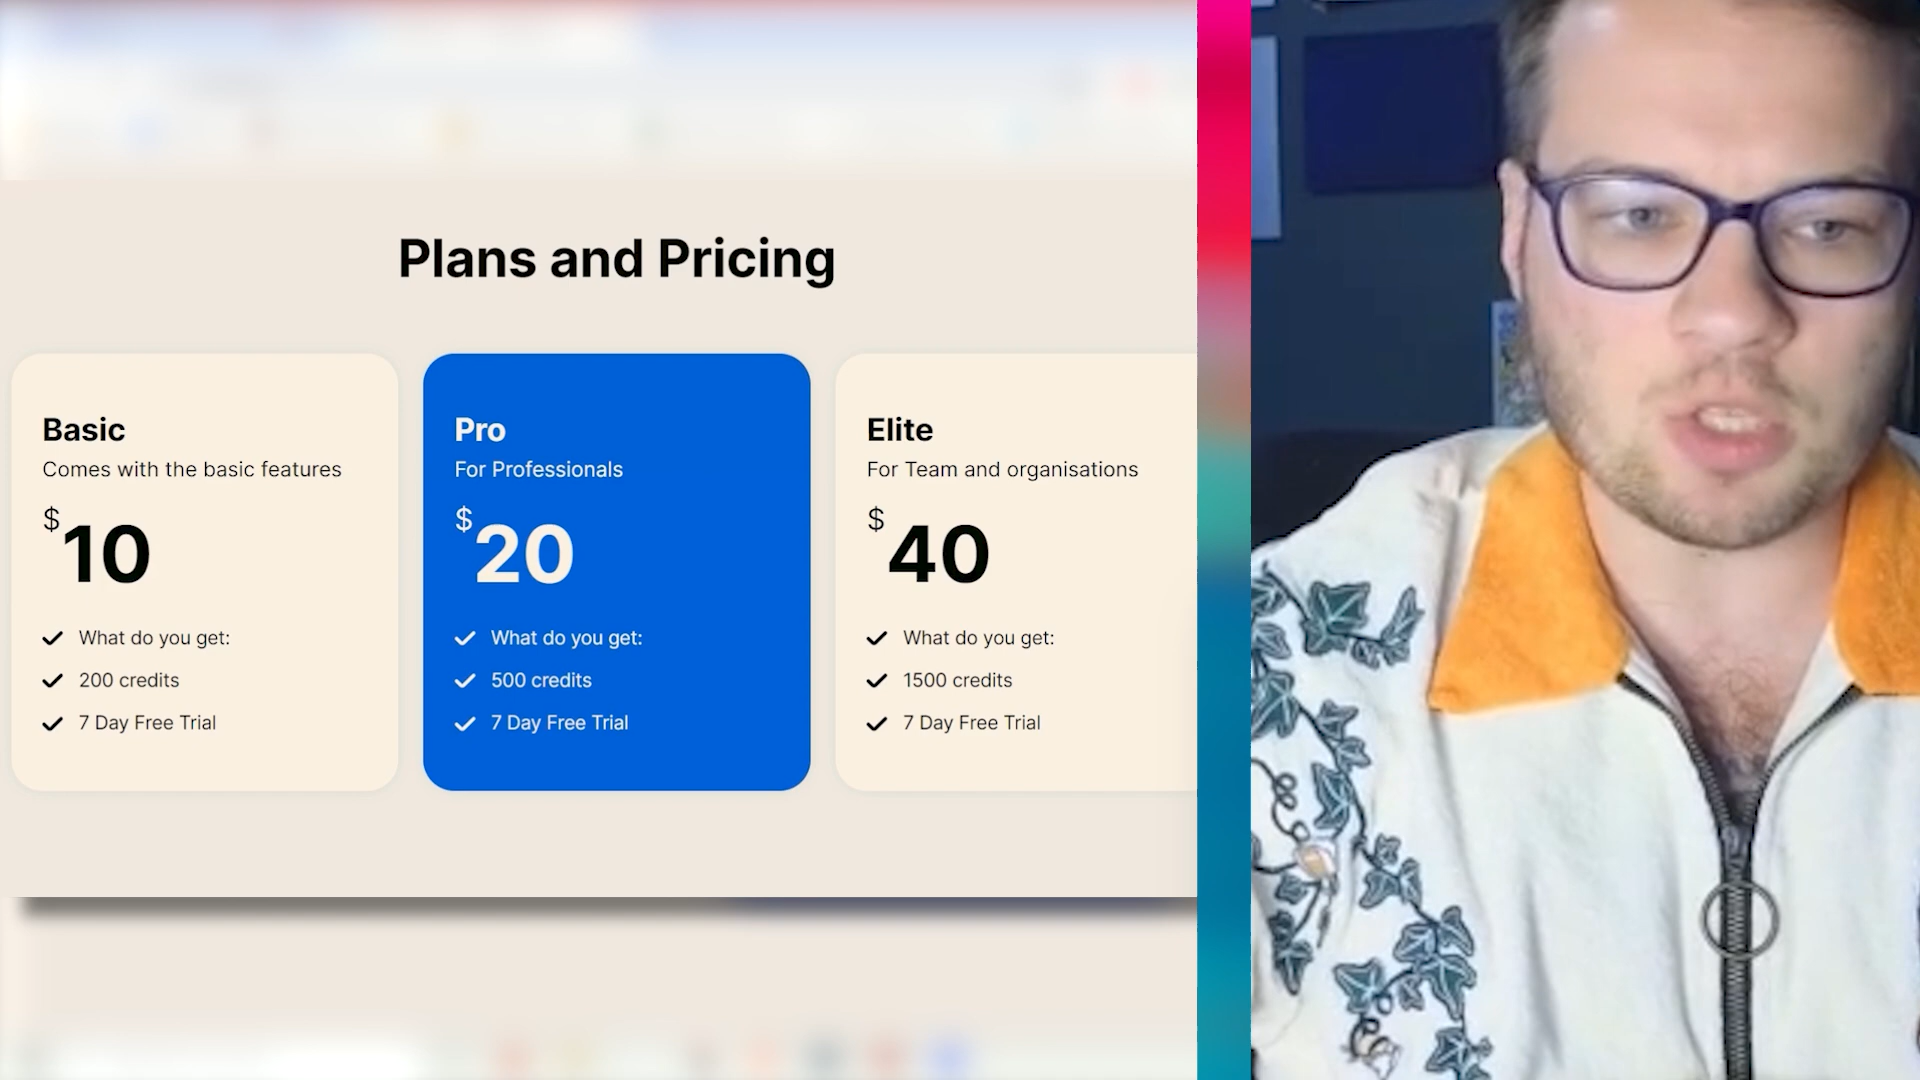 Plans and Pricing
Basic
Comes with the basic features
$10
What do you get:
200 credits
7 Day Free Trial
Pro
For Professionals
$20
What do you get:
500 credits
7 Day Free Trial
Elite
For Team and organisations
$40
What do you get:
1500 credits
7 Day Free Trial